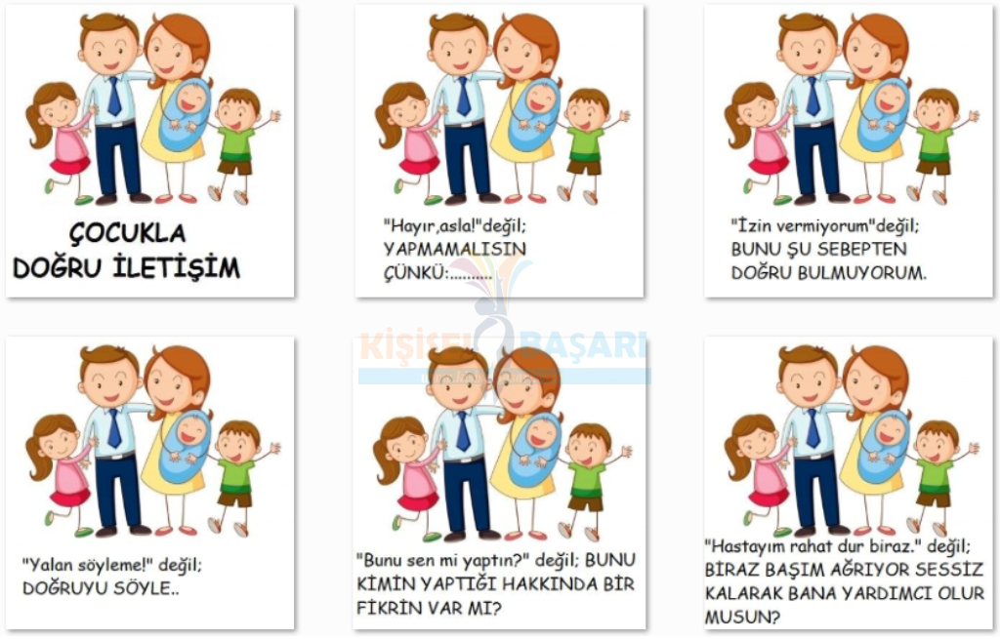 ÇOCUKLA
DOĞRU İLETİŞİM
"Hayır,asla!"değil;
YAPMAMALISIN
ÇÜNKÜ:..........
"İzin vermiyorum"değil;
BUNU ŞU SEBEPTEN
DOĞRU BULMUYORUM.
KİŞİSEL BAŞARI
"Yalan söyleme!" değil;
DOĞRUYU SÖYLE..
"Bunu sen mi yaptın?" değil; BUNU
KİMİN YAPTIĞI HAKKINDA BİR
FİKRİN VAR MI?
"Hastayım rahat dur biraz." değil;
BİRAZ BAŞIM AĞRIYOR SESSİZ
KALARAK BANA YARDIMCI OLUR
MUSUN?